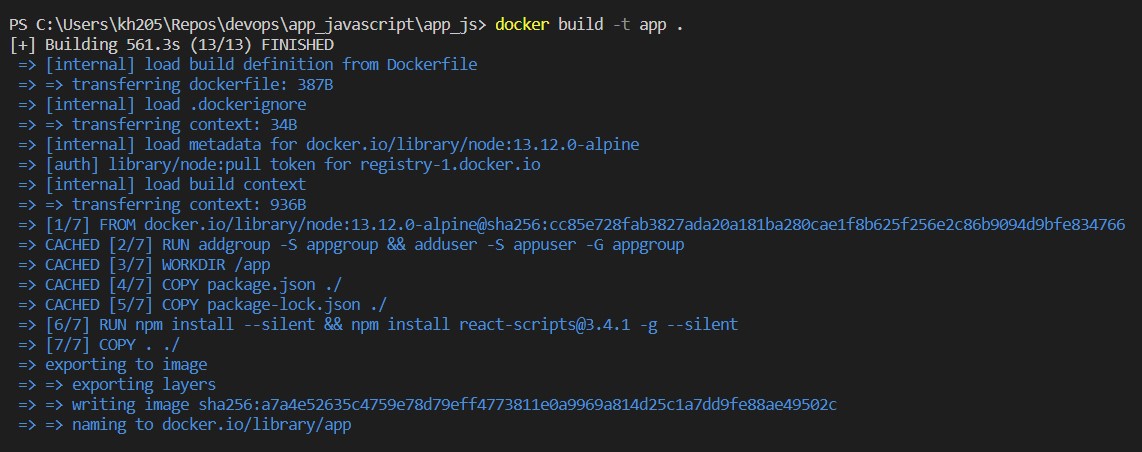 PS C:\Users\kh205\Repos\devops\app_javascript\app_js> docker build -t app .
[+] Building 561.3s (13/13) FINISHED
=> [internal] load build definition from Dockerfile
=> => transferring dockerfile: 387B
=> [internal] load .dockerignore
=> => transferring context: 34B
=> [internal] load metadata for docker.io/library/node:13.12.0-alpine
=> [auth] library/node:pull token for registry-1.docker.io
=> [internal] load build context
=> => transferring context: 936B
=> [1/7] FROM docker.io/library/node:13.12.0-alpine@sha256:cc85e728fab3827ada20a181ba280cae1f8b625f256e2c86b9094d9bfe834766
=> CACHED [2/7] RUN addgroup -S appgroup && adduser -S appuser -G appgroup
=> CACHED [3/7] WORKDIR /app
=> CACHED [4/7] COPY package.json ./
=> CACHED [5/7] COPY package-lock.json ./
=> [6/7] RUN npm install --silent && npm install react-scripts@3.4.1 -g --silent
=> [7/7] COPY . ./
=> exporting to image
=> => exporting layers
=> => writing image sha256:a7a4e52635c4759e78d79eff4773811e0a9969a814d25c1a7dd9fe88ae49502c
=> => naming to docker.io/library/app